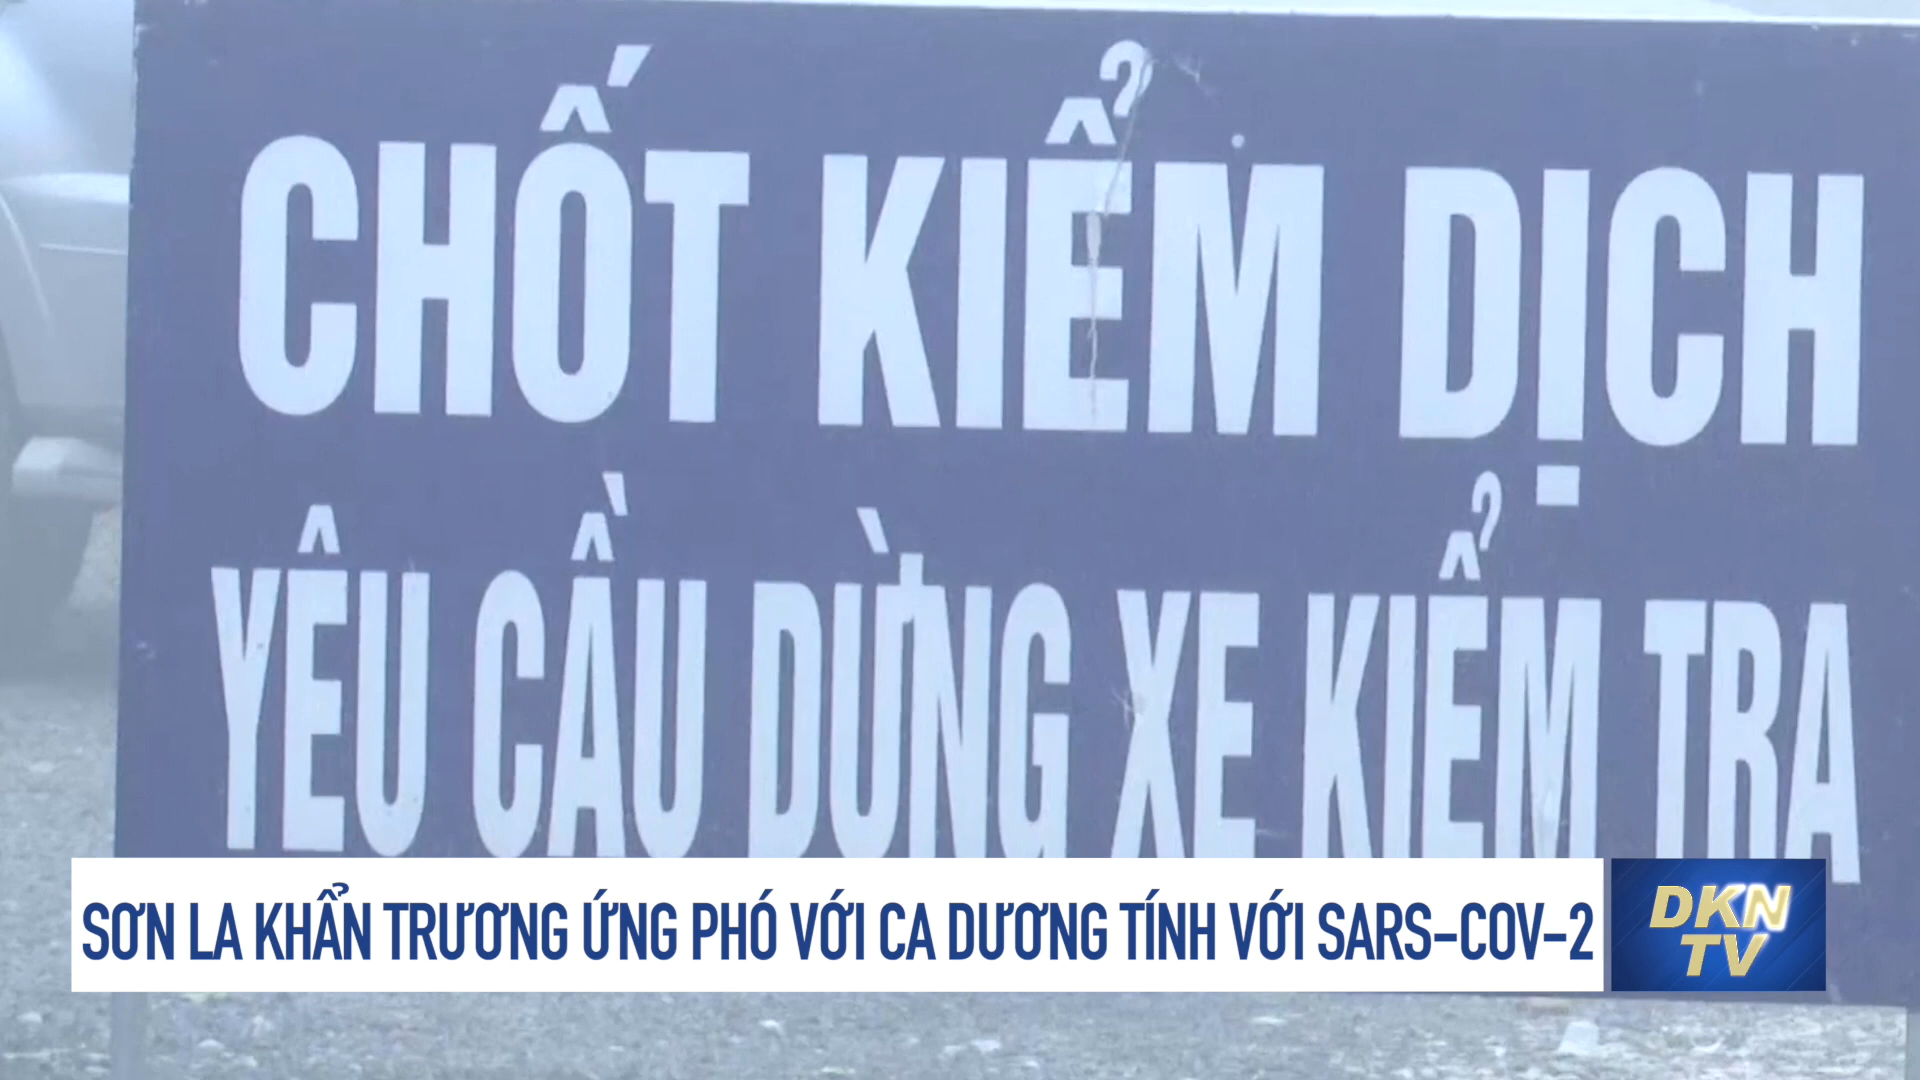 CHỐT KIỂM DỊCH
YÊU CẦU DỪNG XE KIỂM TRA
SƠN LA KHẨN TRƯƠNG ỨNG PHÓ VỚI CA DƯƠNG TÍNH VỚI SARS-COV-2
DKN
TV